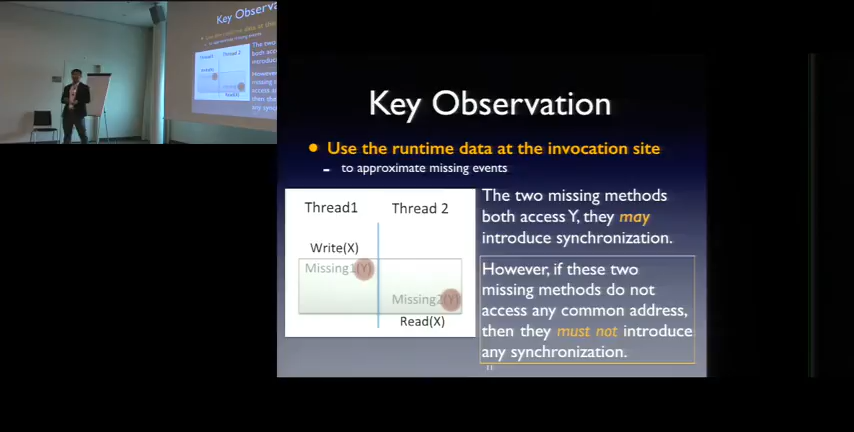 Key Observation
Use the runtime data at the invocation site
to approximate missing events
Thread1 Thread 2
Write(X)
Missing1(Y)
Missing2(Y)
Read(X)
The two missing methods
both access Y, they may
introduce synchronization.
However, if these two
missing methods do not
access any common address,
then they must not introduce
any synchronization.
11